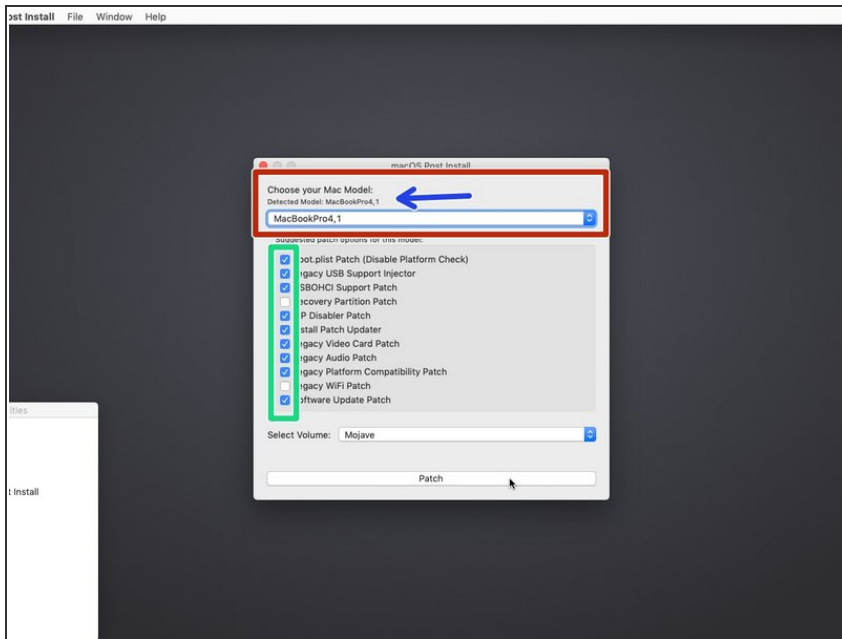 ost Install File Window Help
macOS Post Install
Choose your Mac Model:
Detected Model: MacBookPro4,1
MacBookPro4,1
Suggested patch options for this model:
oot.plist Patch (Disable Platform Check)
egacy USB Support Injector
SBOHCI Support Patch
ecovery Partition Patch
IP Disabler Patch
stall Patch Updater
egacy Video Card Patch
egacy Audio Patch
egacy Platform Compatibility Patch
egacy WiFi Patch
oftware Update Patch
ities
Select Volume: Mojave
Patch
t Install